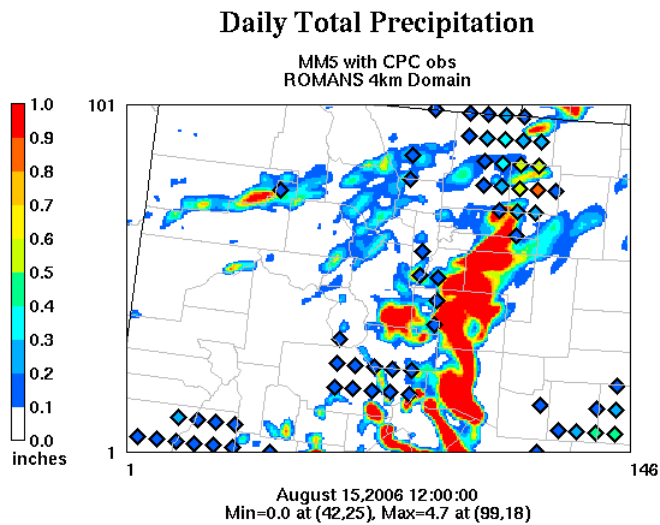 Daily Total Precipitation
MM5 with CPC obs
ROMANS 4km Domain
101
1.0
0.9
0.8
0.7
0.6
0.5
0.4
0.3
0.2
0.1
0.0
inches
1
1
146
August 15,2006 12:00:00
Min=0.0 at (42,25), Max=4.7 at (99,18)